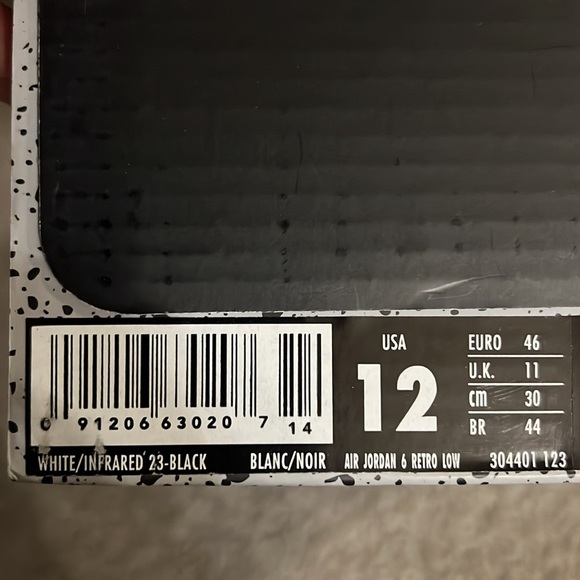 USA
12
EURO 46
U.K. 11
cm 30
BR 44
0 91206 63020 7 14
WHITE/INFRARED 23-BLACK BLANC/NOIR AIR JORDAN 6 RETRO LOW 304401 123